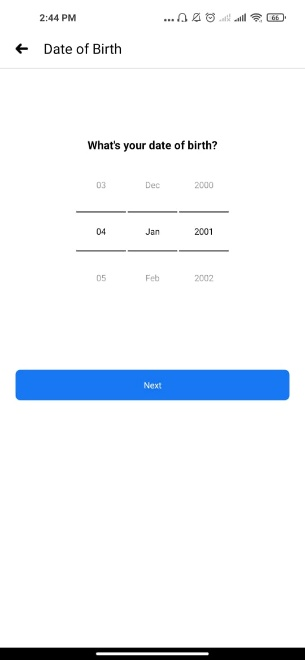 2:44 PM
66
Date of Birth
What's your date of birth?
03 Dec 2000
04 Jan 2001
05 Feb 2002
Next